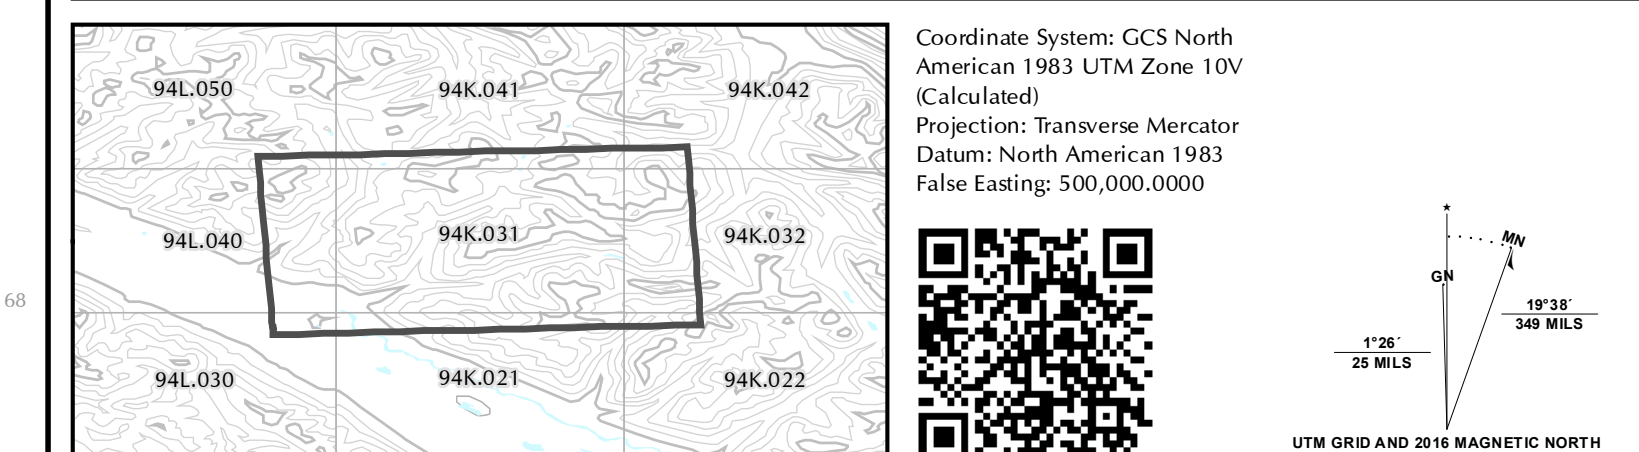 94L.050 94K.041 94K.042
94L.040 94K.031 94K.032
94L.030 94K.021 94K.022
68
Coordinate System: GCS North
American 1983 UTM Zone 10V
(Calculated)
Projection: Transverse Mercator
Datum: North American 1983
False Easting: 500,000.0000
MN
GN
19°38´
349 MILS
1°26´
25 MILS
UTM GRID AND 2016 MAGNETIC NORTH